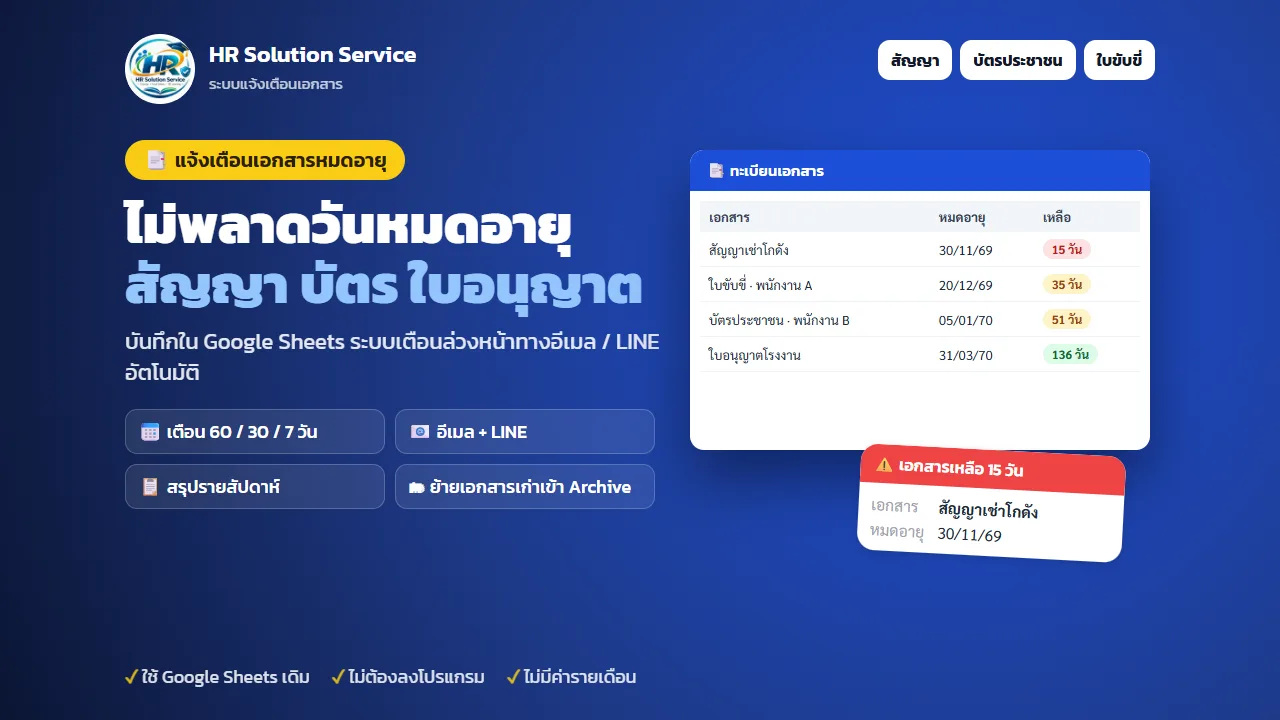 HR
HR Solution Service
HR Solution Service
ระบบแจ้งเตือนเอกสาร
สัญญา
บัตรประชาชน
ใบขับขี่
แจ้งเตือนเอกสารหมดอายุ
ไม่พลาดวันหมดอายุ
สัญญา บัตร ใบอนุญาต
บันทึกใน Google Sheets ระบบเตือนล่วงหน้าทางอีเมล / LINE
อัตโนมัติ
เตือน 60 / 30 / 7 วัน
อีเมล + LINE
สรุปรายสัปดาห์
ย้ายเอกสารเก่าเข้า Archive
ทะเบียนเอกสาร
เอกสาร หมดอายุ เหลือ
สัญญาเช่าโกดัง 30/11/69 15 วัน
ใบขับขี่ · พนักงาน A 20/12/69 35 วัน
บัตรประชาชน · พนักงาน B 05/01/70 51 วัน
ใบอนุญาตโรงงาน 31/03/70 136 วัน
เอกสารเหลือ 15 วัน
เอกสาร สัญญาเช่าโกดัง
หมดอายุ 30/11/69
✓ ใช้ Google Sheets เดิม ✓ ไม่ต้องลงโปรแกรม ✓ ไม่มีค่ารายเดือน